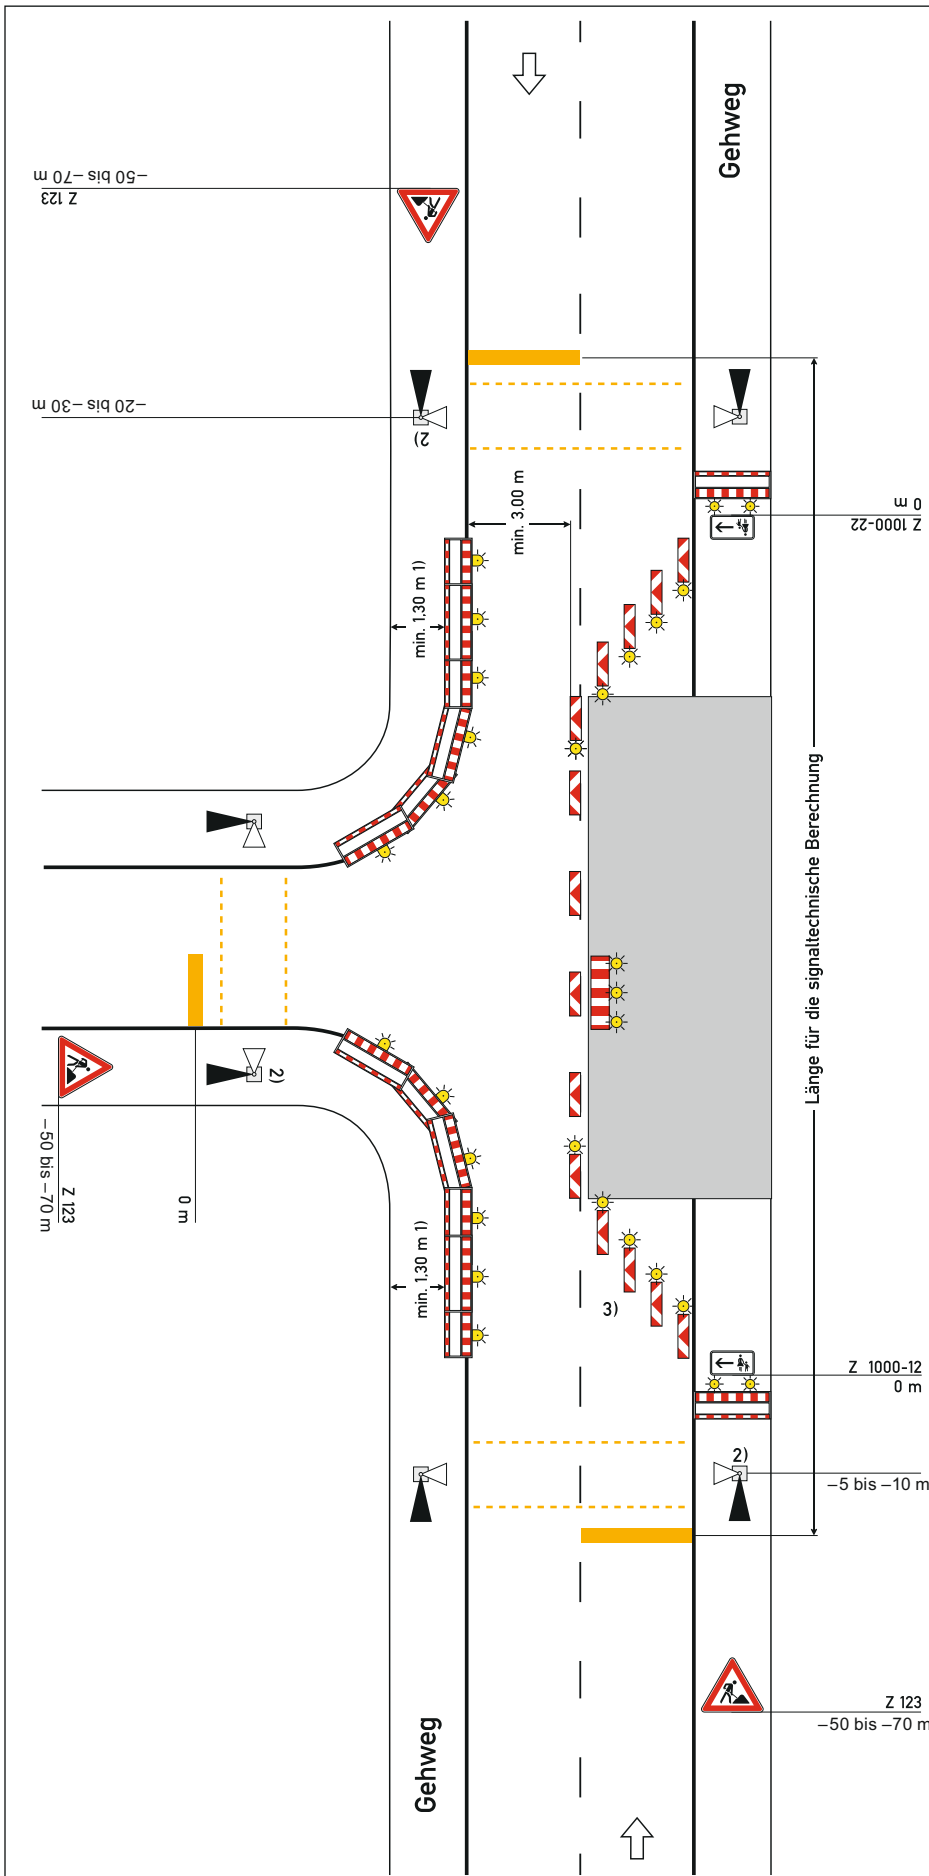 Gehweg
−50 bis −70 m
Z 123
−20 bis −30 m
2)
min. 3,00 m
0 m
Z 1000-22
min. 1,30 m 1)
Länge für die signaltechnische Berechnung
2)
Z 123
−50 bis −70 m
0 m
min. 1,30 m 1)
3)
Z 1000-12
0 m
2)
−5 bis −10 m
Z 123
−50 bis −70 m
Gehweg